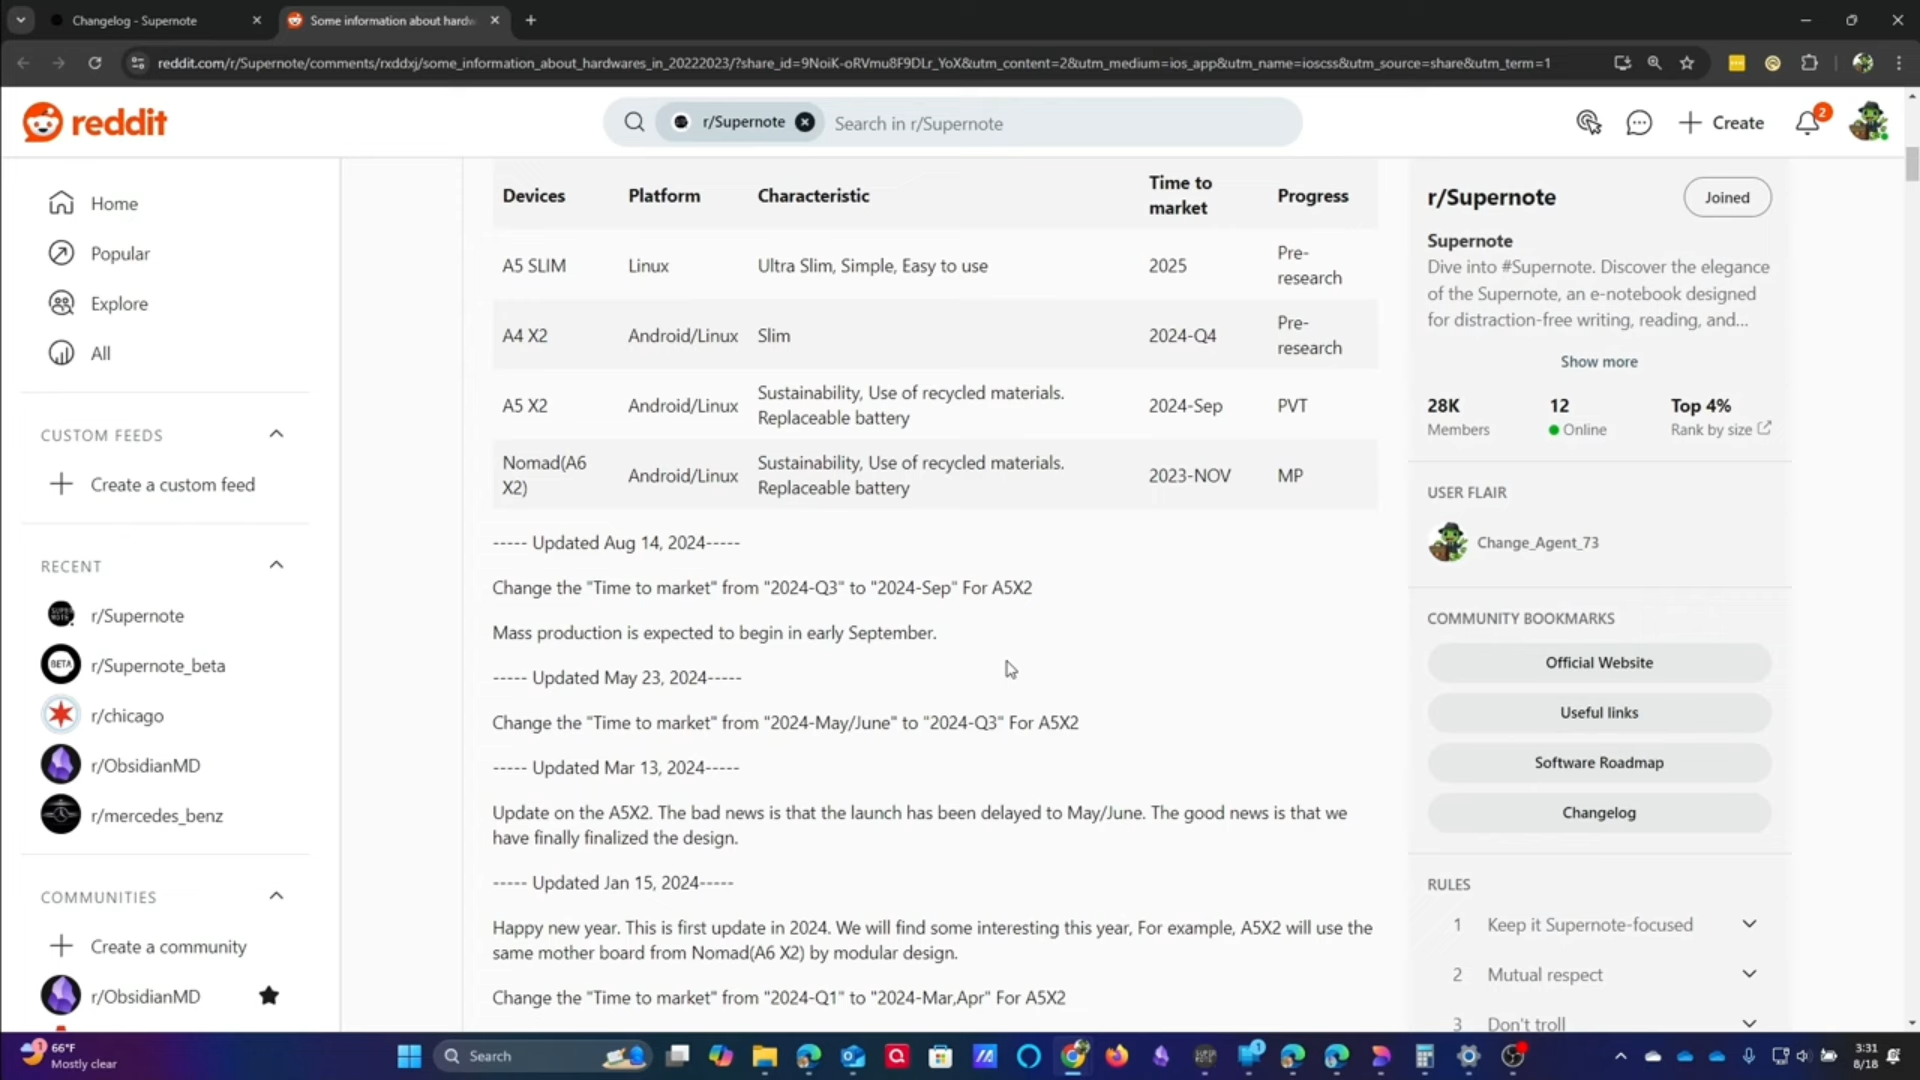 Changelog - Supernote
Some information about hardw
reddit.com/r/Supernote/comments/rxddxj/some_information_about_hardwares_in_20222023/?share_id=9NoiK-oRVmu8F9DLr_YoX&utm_content=2&utm_medium=ios_app&utm_name=ioscss&utm_source=share&utm_term=1
reddit
r/Supernote
Search in r/Supernote
Create
2
Home
Popular
Explore
All
CUSTOM FEEDS
Create a custom feed
RECENT
r/Supernote
BETA
r/Supernote_beta
r/chicago
r/ObsidianMD
r/mercedes_benz
COMMUNITIES
Create a community
r/ObsidianMD
Devices Platform Characteristic Time to market Progress
A5 SLIM Linux Ultra Slim, Simple, Easy to use 2025 Pre-research
A4 X2 Android/Linux Slim 2024-Q4 Pre-research
A5 X2 Android/Linux Sustainability, Use of recycled materials. Replaceable battery 2024-Sep PVT
Nomad(A6 X2) Android/Linux Sustainability, Use of recycled materials. Replaceable battery 2023-NOV MP
----- Updated Aug 14, 2024-----
Change the "Time to market" from "2024-Q3" to "2024-Sep" For A5X2
Mass production is expected to begin in early September.
----- Updated May 23, 2024-----
Change the "Time to market" from "2024-May/June" to "2024-Q3" For A5X2
----- Updated Mar 13, 2024-----
Update on the A5X2. The bad news is that the launch has been delayed to May/June. The good news is that we
have finally finalized the design.
----- Updated Jan 15, 2024-----
Happy new year. This is first update in 2024. We will find some interesting this year, For example, A5X2 will use the
same mother board from Nomad(A6 X2) by modular design.
Change the "Time to market" from "2024-Q1" to "2024-Mar,Apr" For A5X2
r/Supernote
Joined
Supernote
Dive into #Supernote. Discover the elegance
of the Supernote, an e-notebook designed
for distraction-free writing, reading, and...
Show more
28K 12 Top 4%
Members Online Rank by size
USER FLAIR
Change_Agent_73
COMMUNITY BOOKMARKS
Official Website
Useful links
Software Roadmap
Changelog
RULES
1 Keep it Supernote-focused
2 Mutual respect
3 Don't troll
66°F
Mostly clear
Search
1
3:31
8/18